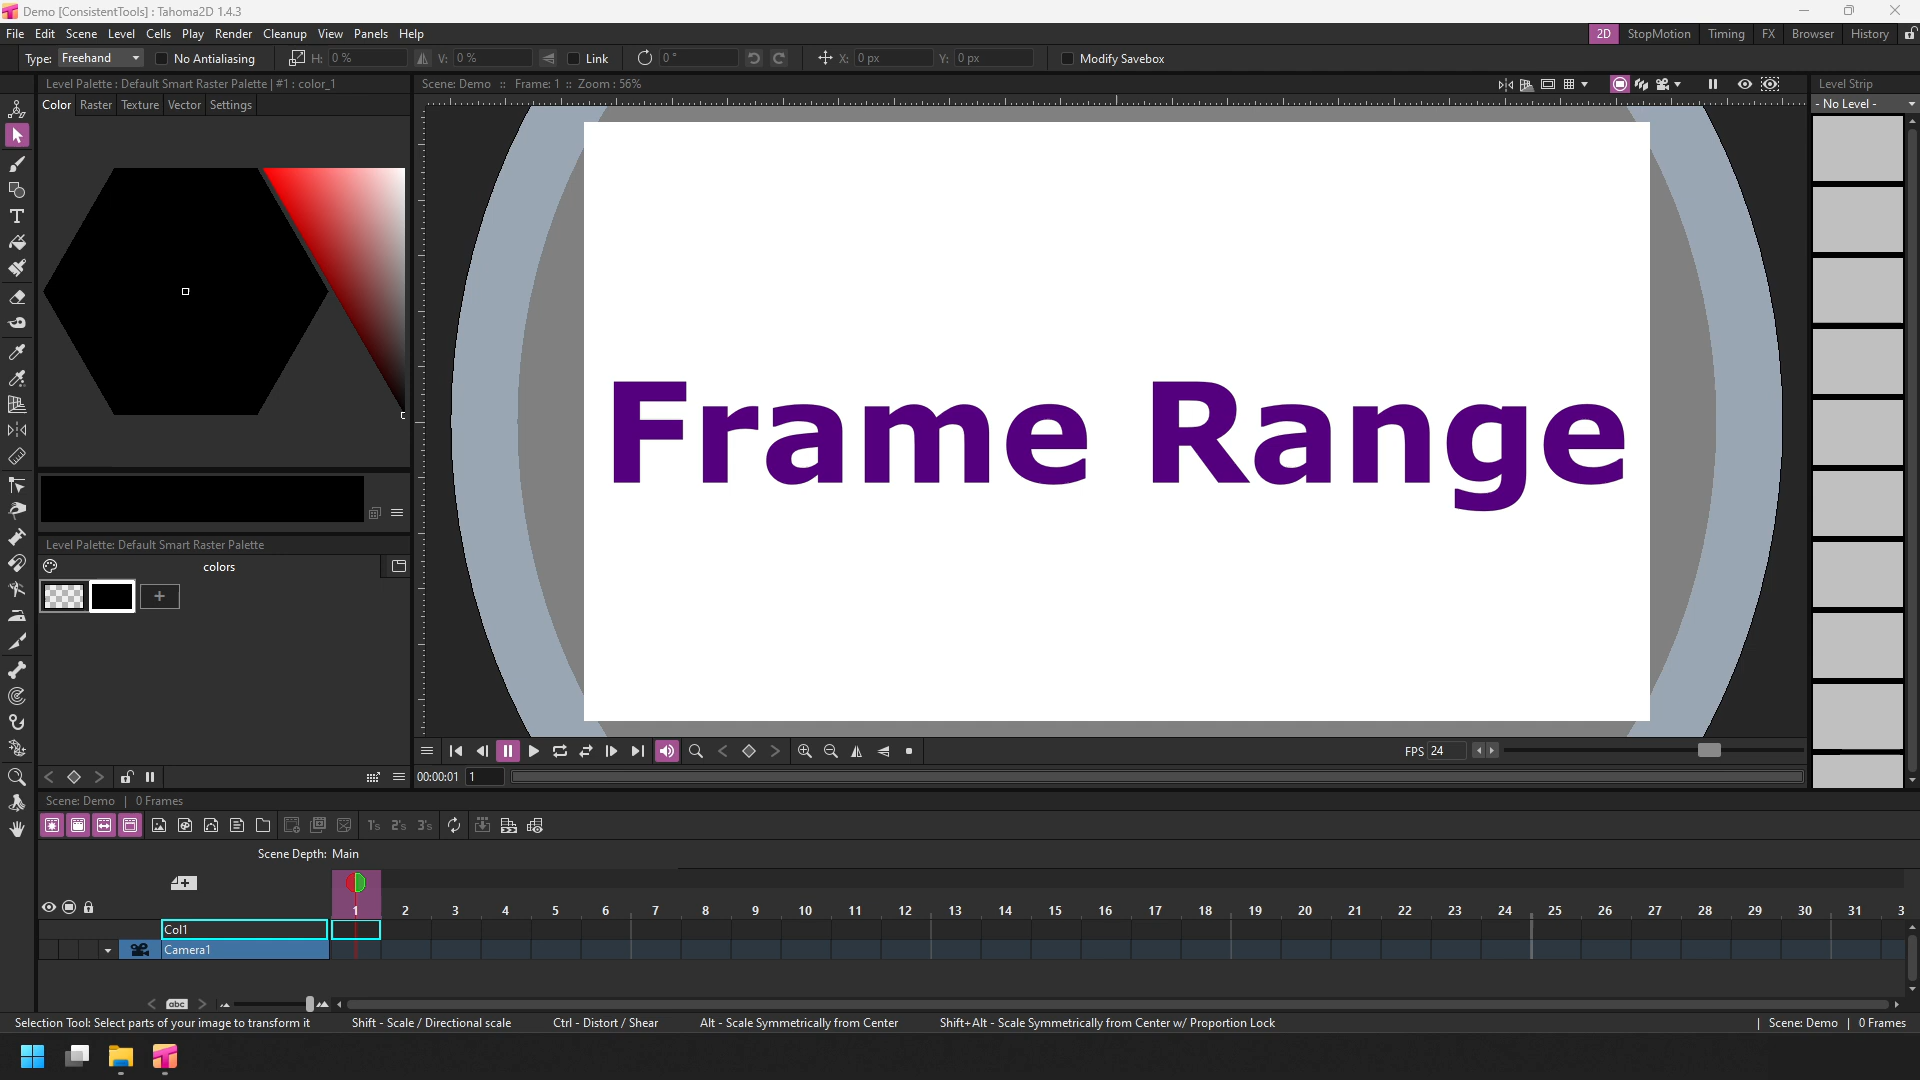 Demo [ConsistentTools] : Tahoma2D 1.4.3
File Edit Scene Level Cells Play Render Cleanup View Panels Help
2D StopMotion Timing FX Browser History
Type: Freehand No Antialiasing H: 0 % V: 0 % Link 0 ° X: 0 px Y: 0 px Modify Savebox
Level Palette : Default Smart Raster Palette | #1 : color_1
Scene: Demo :: Frame: 1 :: Zoom : 56%
Level Strip
Color Raster Texture Vector Settings
- No Level -
Frame Range
Level Palette: Default Smart Raster Palette
colors
+
FPS 24
00:00:01 1
Scene: Demo | 0 Frames
1's 2's 3's
Scene Depth: Main
1 2 3 4 5 6 7 8 9 10 11 12 13 14 15 16 17 18 19 20 21 22 23 24 25 26 27 28 29 30 31 3
Col1
Camera1
abc
Selection Tool: Select parts of your image to transform it Shift - Scale / Directional scale Ctrl - Distort / Shear Alt - Scale Symmetrically from Center Shift+Alt - Scale Symmetrically from Center w/ Proportion Lock | Scene: Demo | 0 Frames